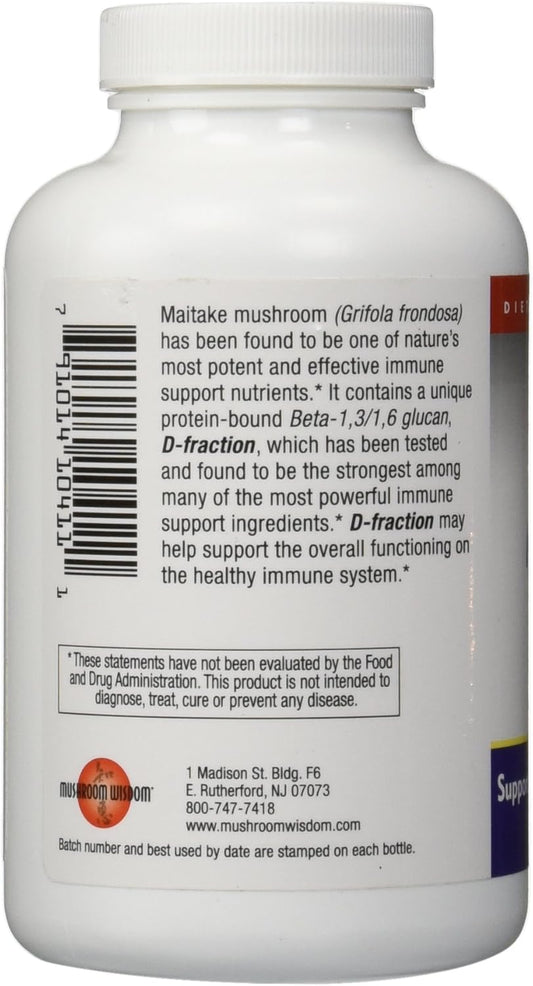 Maitake mushroom (Grifola frondosa)
has been found to be one of nature's
most potent and effective immune
support nutrients.* It contains a unique
protein-bound Beta-1,3/1,6 glucan,
D-fraction, which has been tested
and found to be the strongest among
many of the most powerful immune
support ingredients.* D-fraction may
help support the overall functioning on
the healthy immune system.*
7 91014 10411 1
*These statements have not been evaluated by the Food
and Drug Administration. This product is not intended to
diagnose, treat, cure or prevent any disease.
MUSHROOM WISDOM
1 Madison St. Bldg. F6
E. Rutherford, NJ 07073
800-747-7418
www.mushroomwisdom.com
Batch number and best used by date are stamped on each bottle.
DIE
Suppo